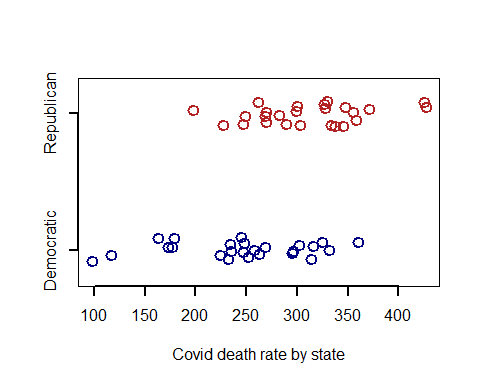 Republican
Democratic
100 150 200 250 300 350 400
Covid death rate by state